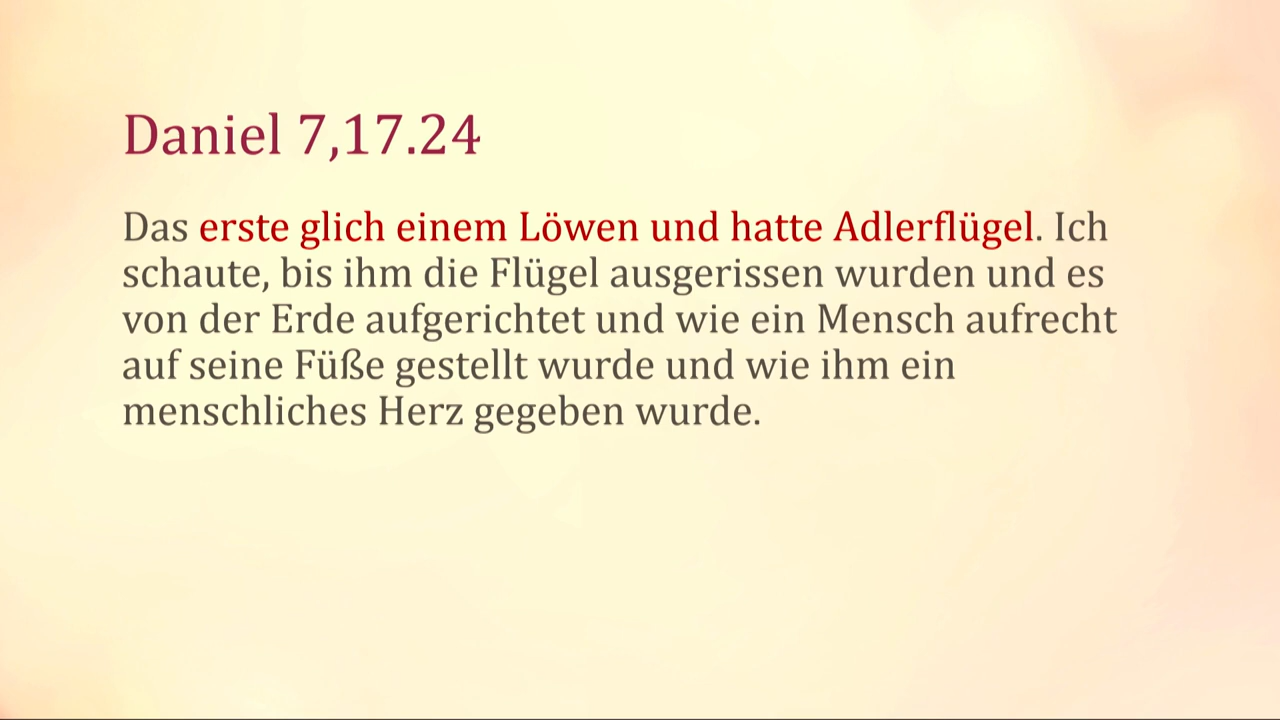 Daniel 7,17.24
Das erste glich einem Löwen und hatte Adlerflügel. Ich
schaute, bis ihm die Flügel ausgerissen wurden und es
von der Erde aufgerichtet und wie ein Mensch aufrecht
auf seine Füße gestellt wurde und wie ihm ein
menschliches Herz gegeben wurde.